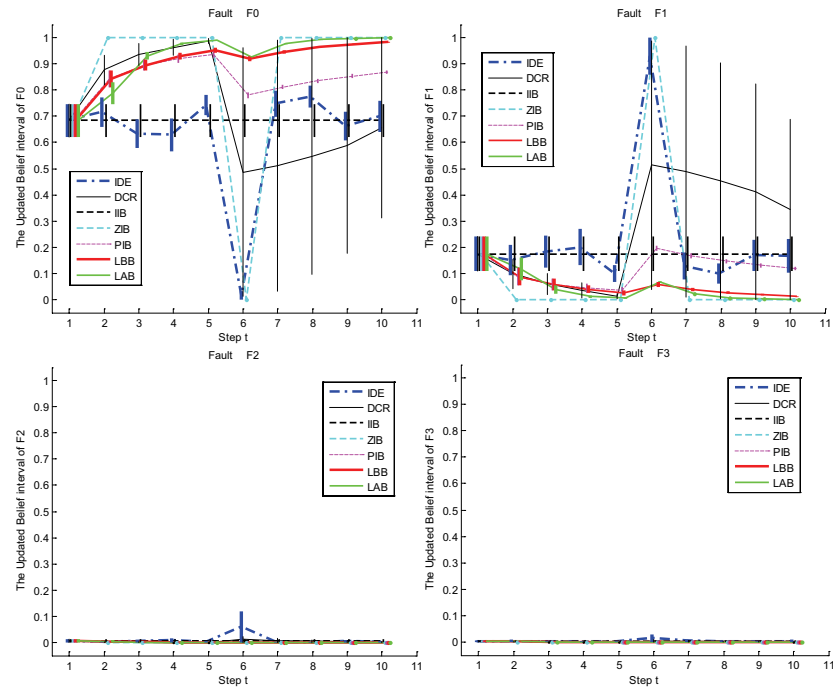 Fault F0
The Updated Belief interval of F0
1
0.9
0.8
0.7
0.6
0.5
0.4
0.3
0.2
0.1
0
IDE
DCR
IIB
ZIB
PIB
LBB
LAB
1 2 3 4 5 6 7 8 9 10 11
Step t
Fault F1
The Updated Belief interval of F1
1
0.9
0.8
0.7
0.6
0.5
0.4
0.3
0.2
0.1
0
IDE
DCR
IIB
ZIB
PIB
LBB
LAB
1 2 3 4 5 6 7 8 9 10 11
Step t
Fault F2
The Updated Belief interval of F2
1
0.9
0.8
0.7
0.6
0.5
0.4
0.3
0.2
0.1
0
IDE
DCR
IIB
ZIB
PIB
LBB
LAB
1 2 3 4 5 6 7 8 9 10 11
Step t
Fault F3
The Updated Belief interval of F3
1
0.9
0.8
0.7
0.6
0.5
0.4
0.3
0.2
0.1
0
IDE
DCR
IIB
ZIB
PIB
LBB
LAB
1 2 3 4 5 6 7 8 9 10 11
Step t